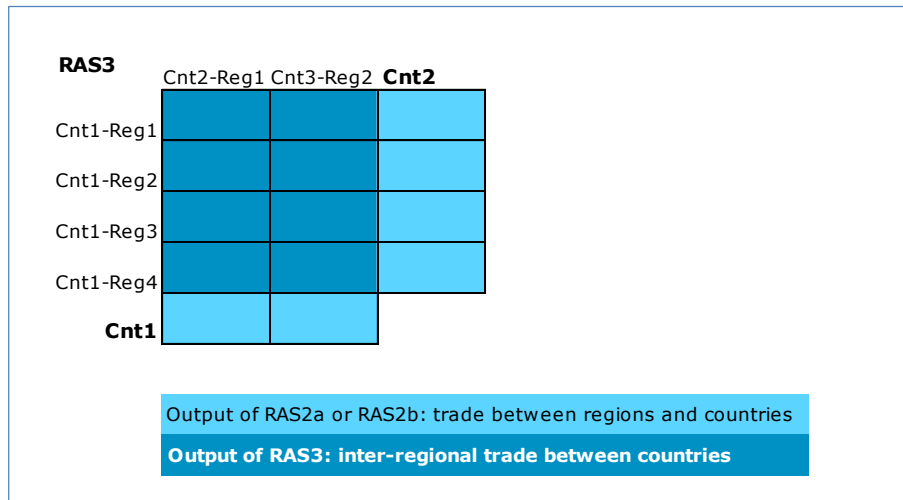 RAS3
Cnt2-Reg1 Cnt3-Reg2 Cnt2
Cnt1-Reg1
Cnt1-Reg2
Cnt1-Reg3
Cnt1-Reg4
Cnt1
Output of RAS2a or RAS2b: trade between regions and countries
Output of RAS3: inter-regional trade between countries